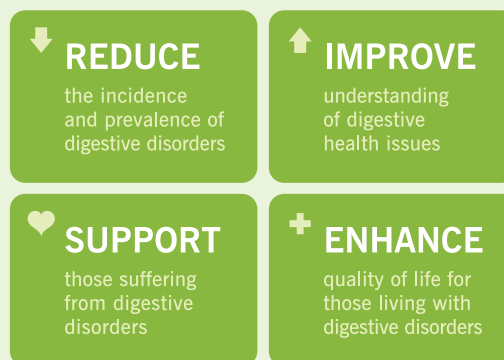 REDUCE
the incidence
and prevalence of
digestive disorders
IMPROVE
understanding
of digestive
health issues
SUPPORT
those suffering
from digestive
disorders
ENHANCE
quality of life for
those living with
digestive disorders